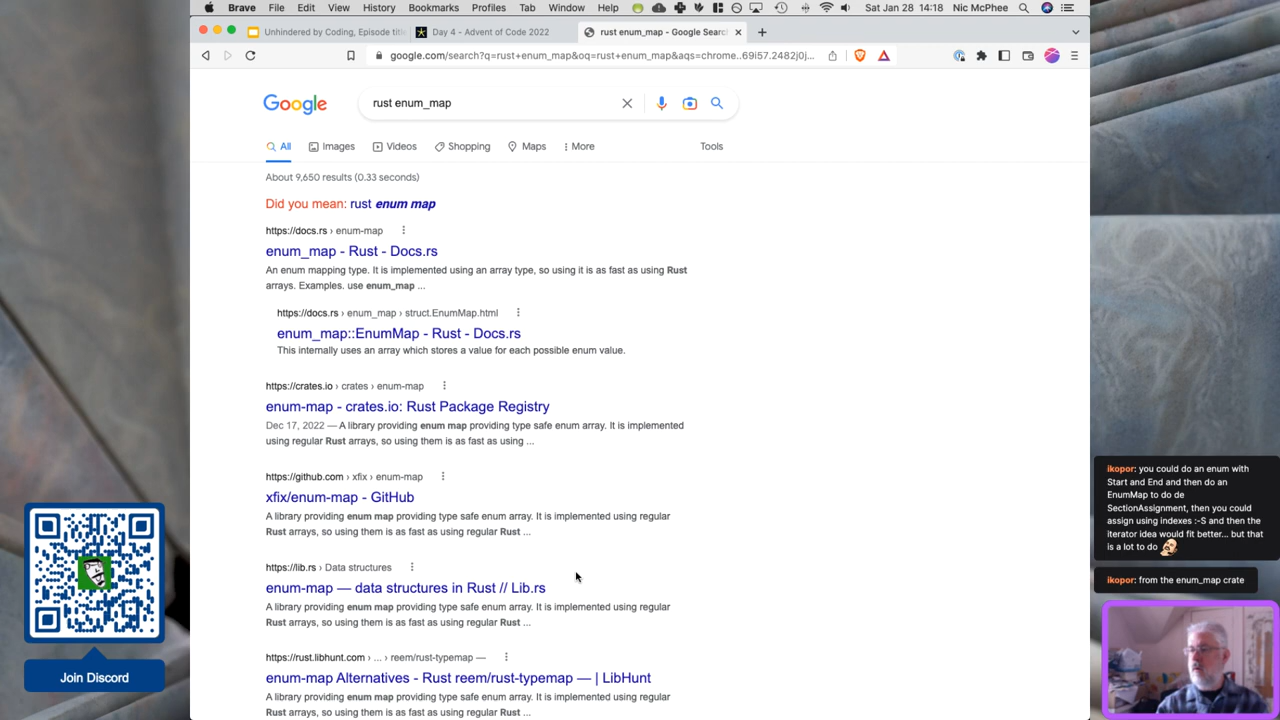 Brave File Edit View History Bookmarks Profiles Tab Window Help Sat Jan 28 14:18 Nic McPhee
Unhindered by Coding, Episode titl
Day 4 - Advent of Code 2022
rust enum_map - Google Searc
google.com/search?q=rust+enum_map&oq=rust+enum_map&aqs=chrome..69i57.2482j0j...
Google
rust enum_map
All Images Videos Shopping Maps More Tools
About 9,650 results (0.33 seconds)
Did you mean: rust enum map
https://docs.rs › enum-map
enum_map - Rust - Docs.rs
An enum mapping type. It is implemented using an array type, so using it is as fast as using Rust
arrays. Examples. use enum_map ...
https://docs.rs › enum_map › struct.EnumMap.html
enum_map::EnumMap - Rust - Docs.rs
This internally uses an array which stores a value for each possible enum value.
https://crates.io › crates › enum-map
enum-map - crates.io: Rust Package Registry
Dec 17, 2022 — A library providing enum map providing type safe enum array. It is implemented
using regular Rust arrays, so using them is as fast as using ...
https://github.com › xfix › enum-map
xfix/enum-map - GitHub
A library providing enum map providing type safe enum array. It is implemented using regular
Rust arrays, so using them is as fast as using regular Rust ...
https://lib.rs › Data structures
enum-map — data structures in Rust // Lib.rs
A library providing enum map providing type safe enum array. It is implemented using regular
Rust arrays, so using them is as fast as using regular Rust ...
https://rust.libhunt.com › ... › reem/rust-typemap —
enum-map Alternatives - Rust reem/rust-typemap — | LibHunt
A library providing enum map providing type safe enum array. It is implemented using regular
Rust arrays, so using them is as fast as using regular Rust ...
Join Discord
ikopor: you could do an enum with
Start and End and then do an
EnumMap to do de
SectionAssignment, then you could
assign using indexes :-S and then the
iterator idea would fit better... but that
is a lot to do
ikopor: from the enum_map crate